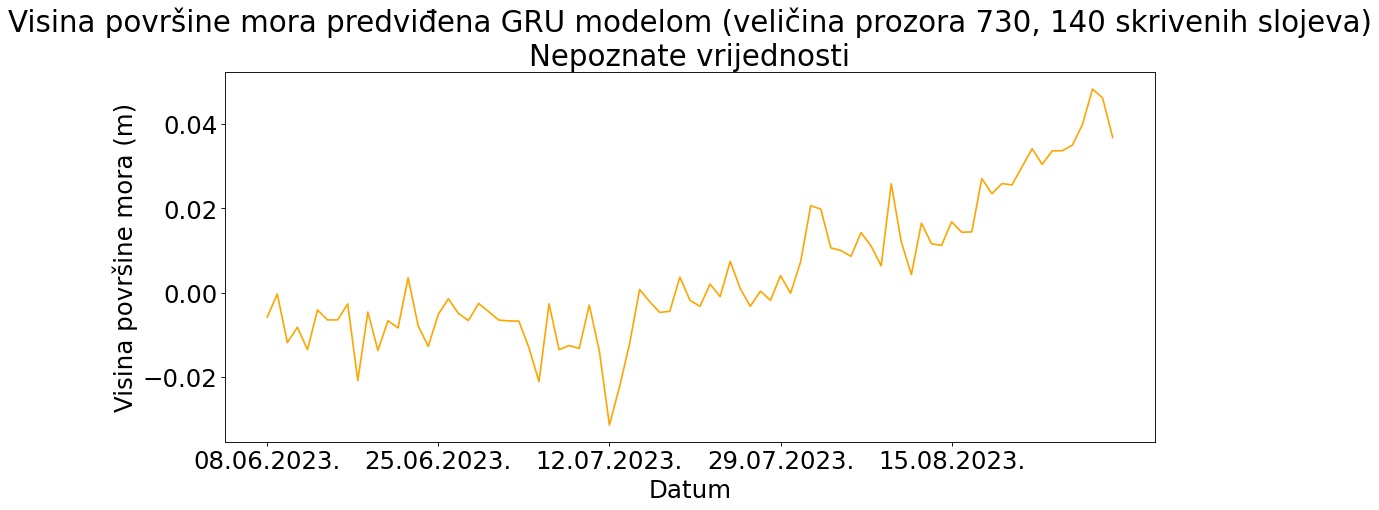 Visina površine mora predviđena GRU modelom (veličina prozora 730, 140 skrivenih slojeva)
Nepoznate vrijednosti
Visina površine mora (m)
0.04
0.02
0.00
−0.02
08.06.2023. 25.06.2023. 12.07.2023. 29.07.2023. 15.08.2023.
Datum